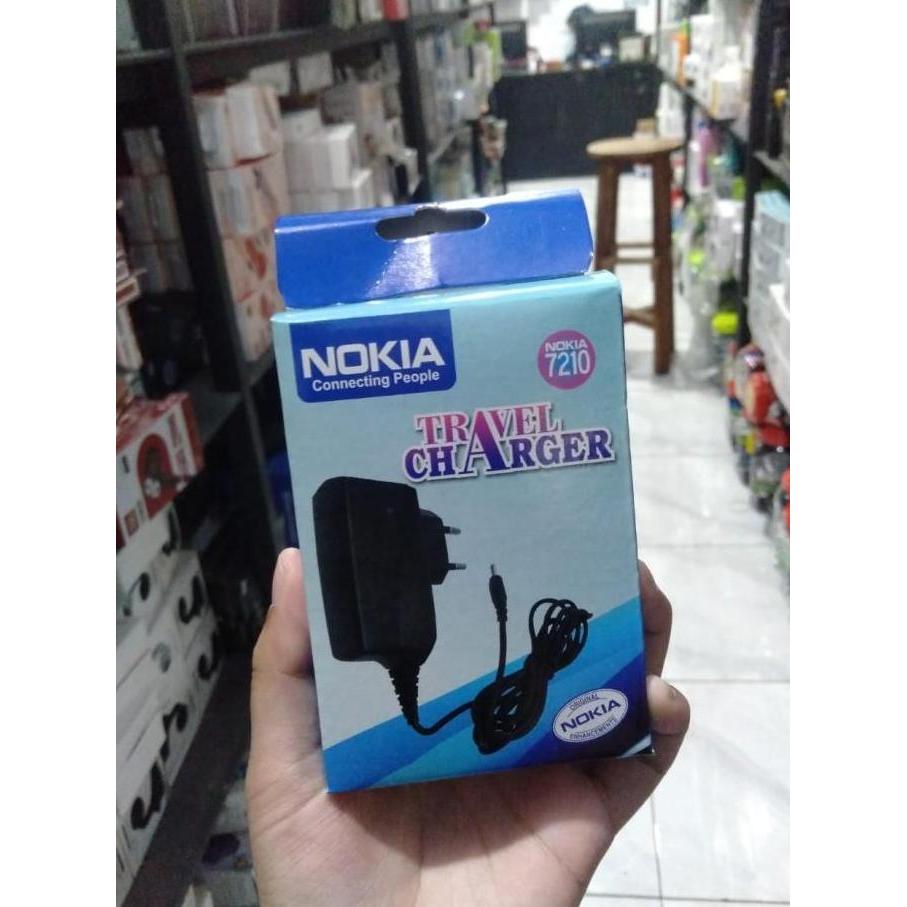 NOKIA
Connecting People
NOKIA
7210
TRAVEL
CHARGER
ORIGINAL
NOKIA
ENHANCEMENTS